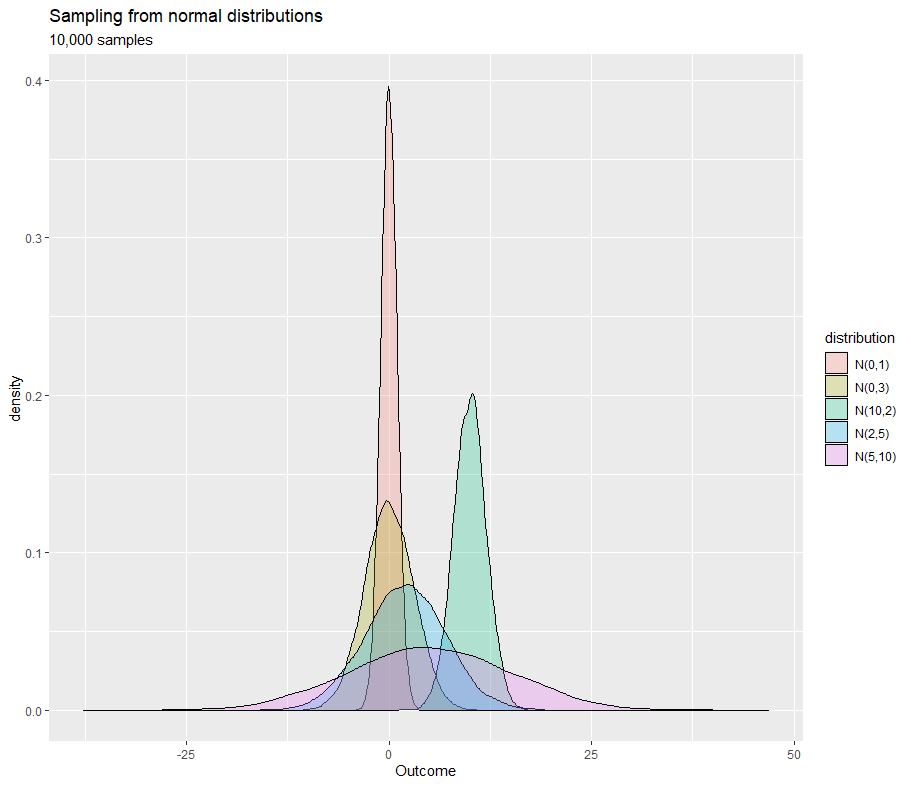 Sampling from normal distributions
10,000 samples
0.4
0.3
0.2
0.1
0.0
density
-25
0
25
50
Outcome
distribution
N(0,1)
N(0,3)
N(10,2)
N(2,5)
N(5,10)